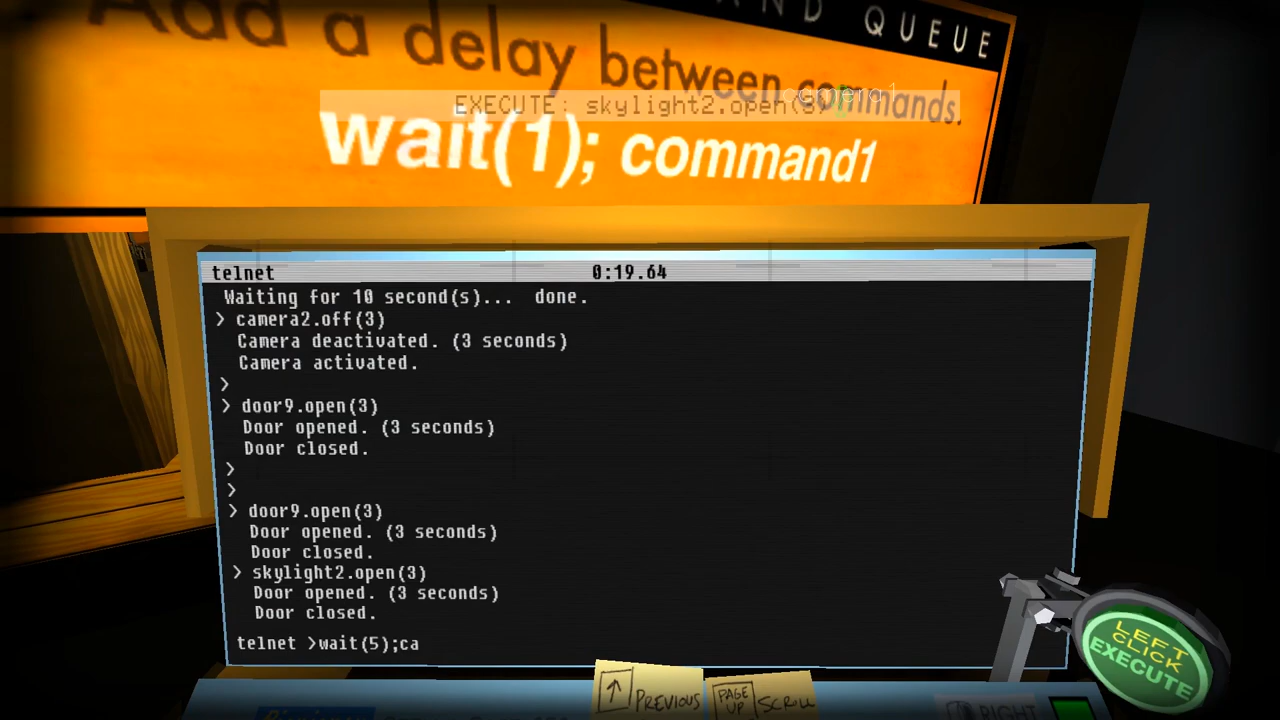 AND QUEUE
Add a delay between commands.
camera1
EXECUTE: skylight2.open(3)
wait(1); command1
telnet 0:19.64
Waiting for 10 second(s)... done.
> camera2.off(3)
Camera deactivated. (3 seconds)
Camera activated.
>
> door9.open(3)
Door opened. (3 seconds)
Door closed.
>
>
> door9.open(3)
Door opened. (3 seconds)
Door closed.
> skylight2.open(3)
Door opened. (3 seconds)
Door closed.
telnet >wait(5);ca
LEFT
CLICK
EXECUTE
↑ PREVIOUS
PAGE
UP SCROLL
RIGHT